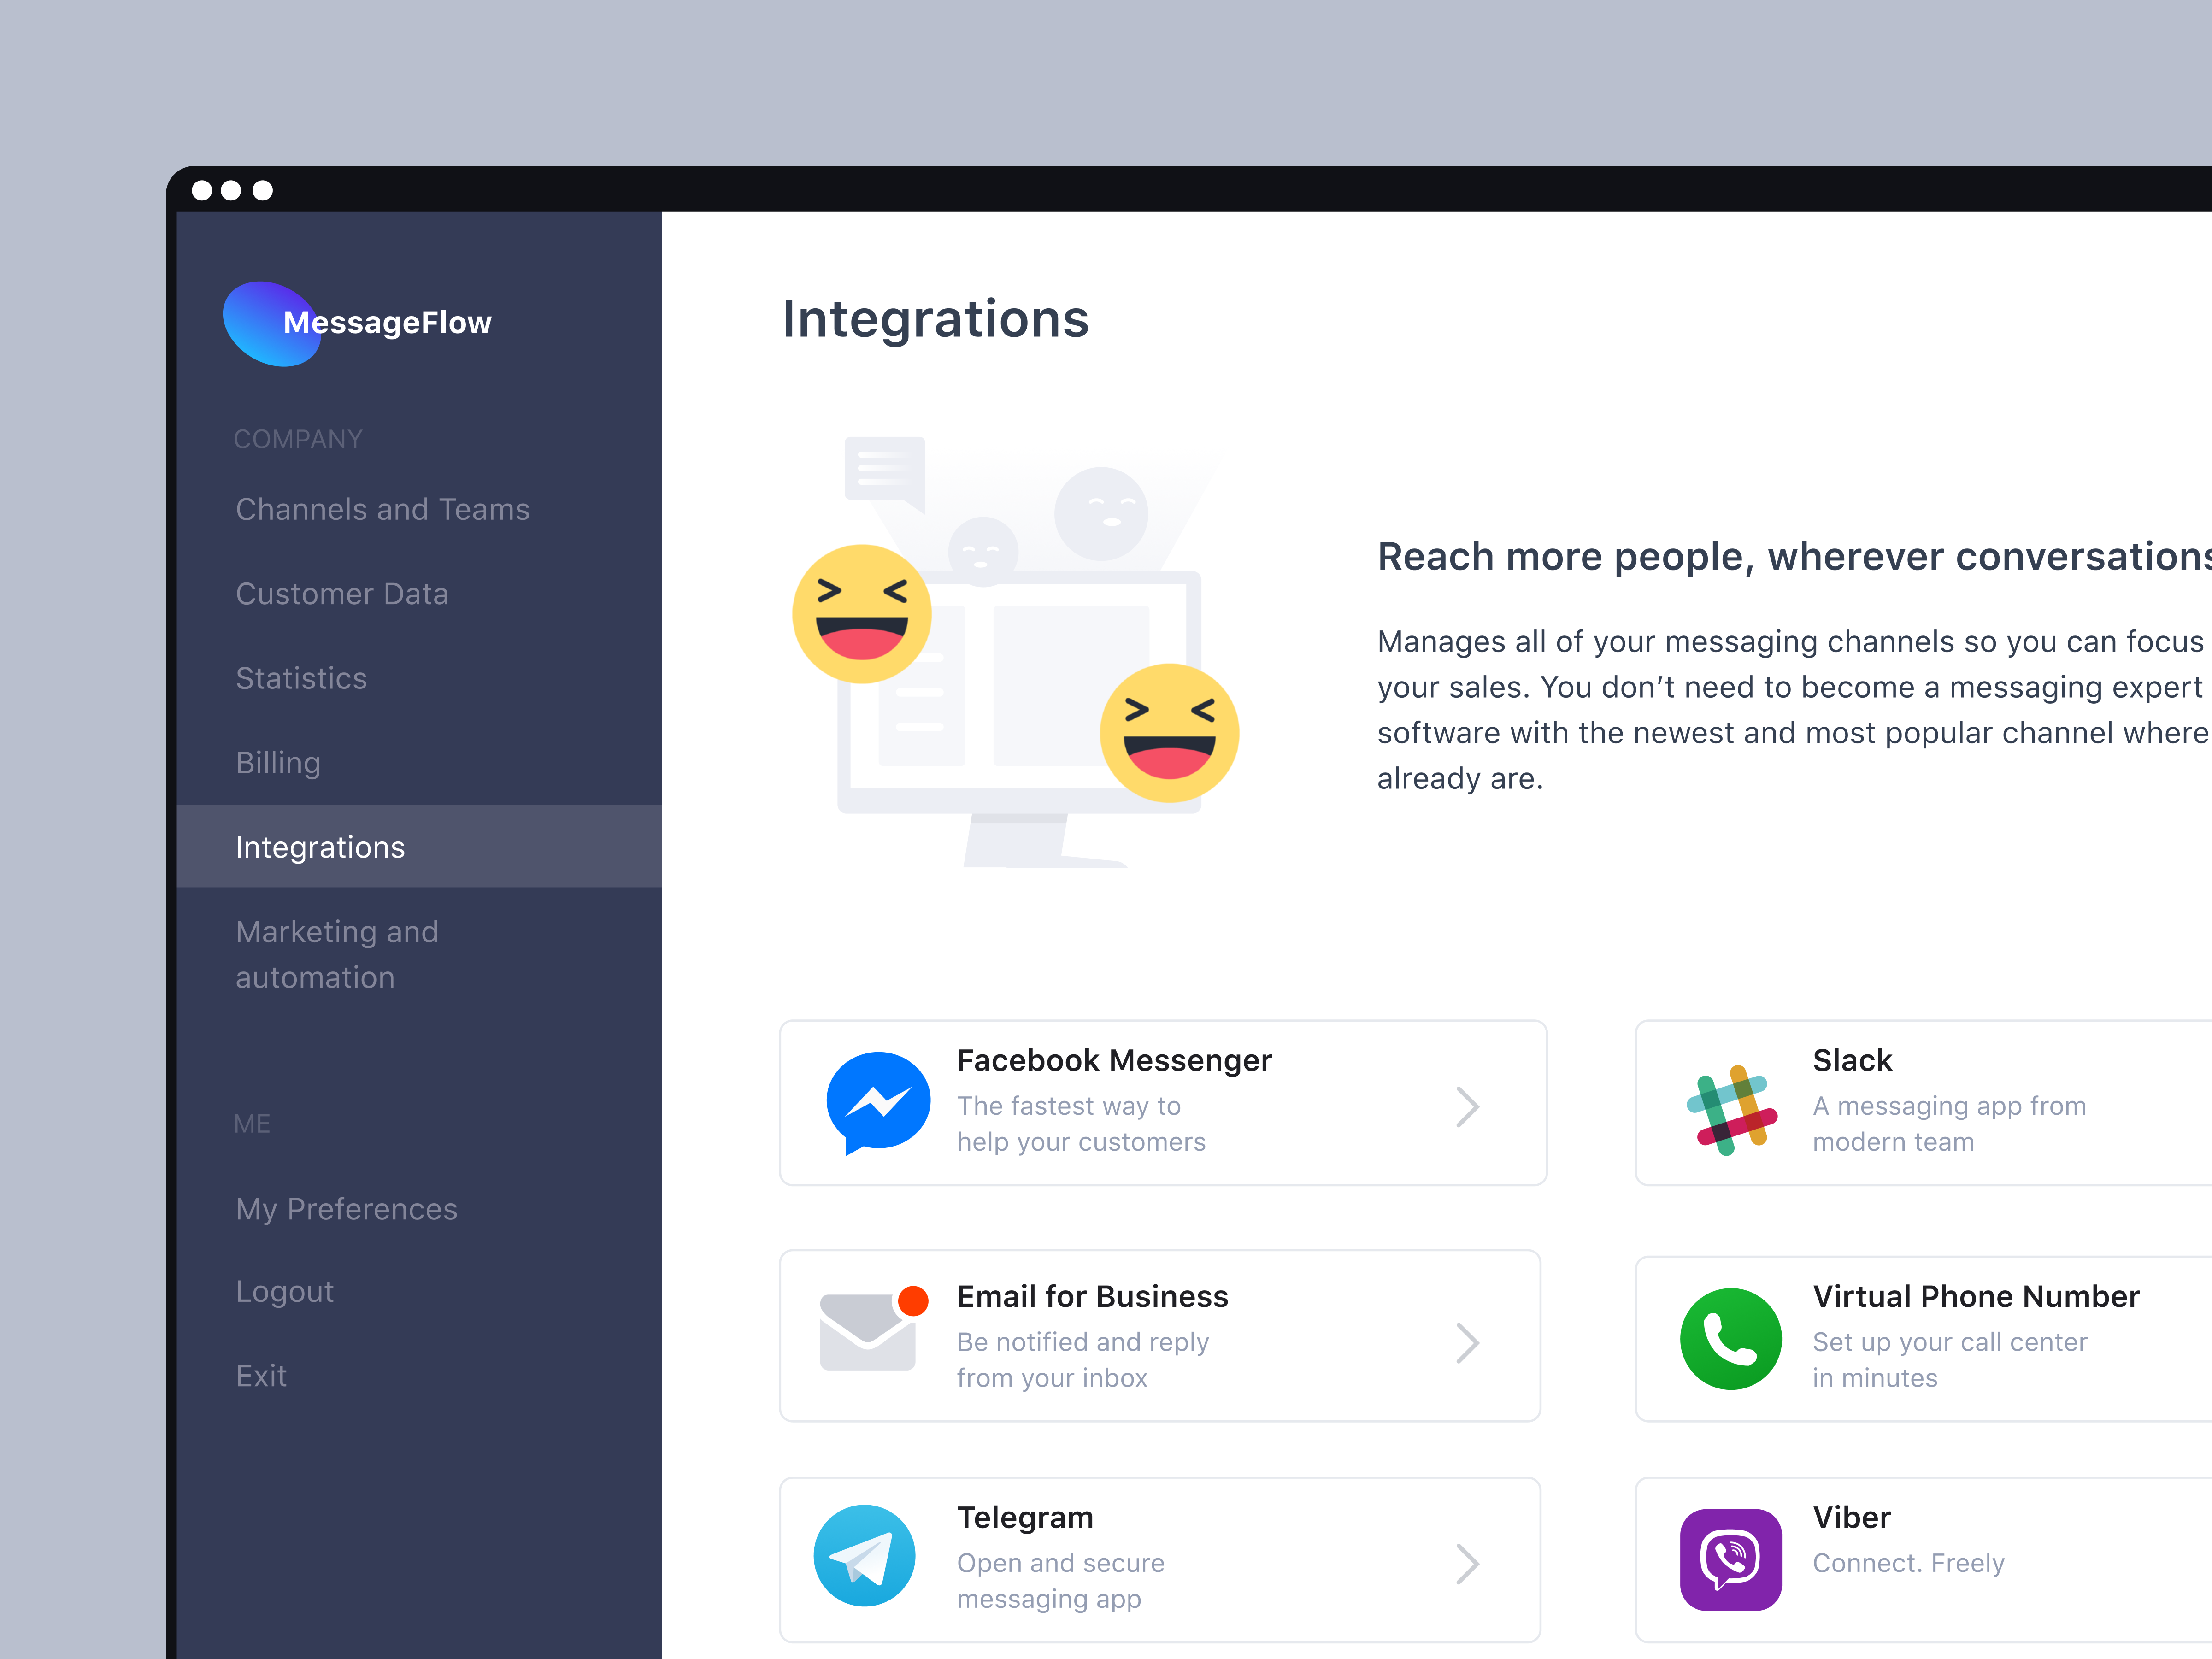 MessageFlow
COMPANY
Channels and Teams
Customer Data
Statistics
Billing
Integrations
Marketing and
automation
ME
My Preferences
Logout
Exit
Integrations
Reach more people, wherever conversations
Manages all of your messaging channels so you can focus
your sales. You don’t need to become a messaging expert
software with the newest and most popular channel where
already are.
Facebook Messenger
The fastest way to
help your customers
Slack
A messaging app from
modern team
Email for Business
Be notified and reply
from your inbox
Virtual Phone Number
Set up your call center
in minutes
Telegram
Open and secure
messaging app
Viber
Connect. Freely